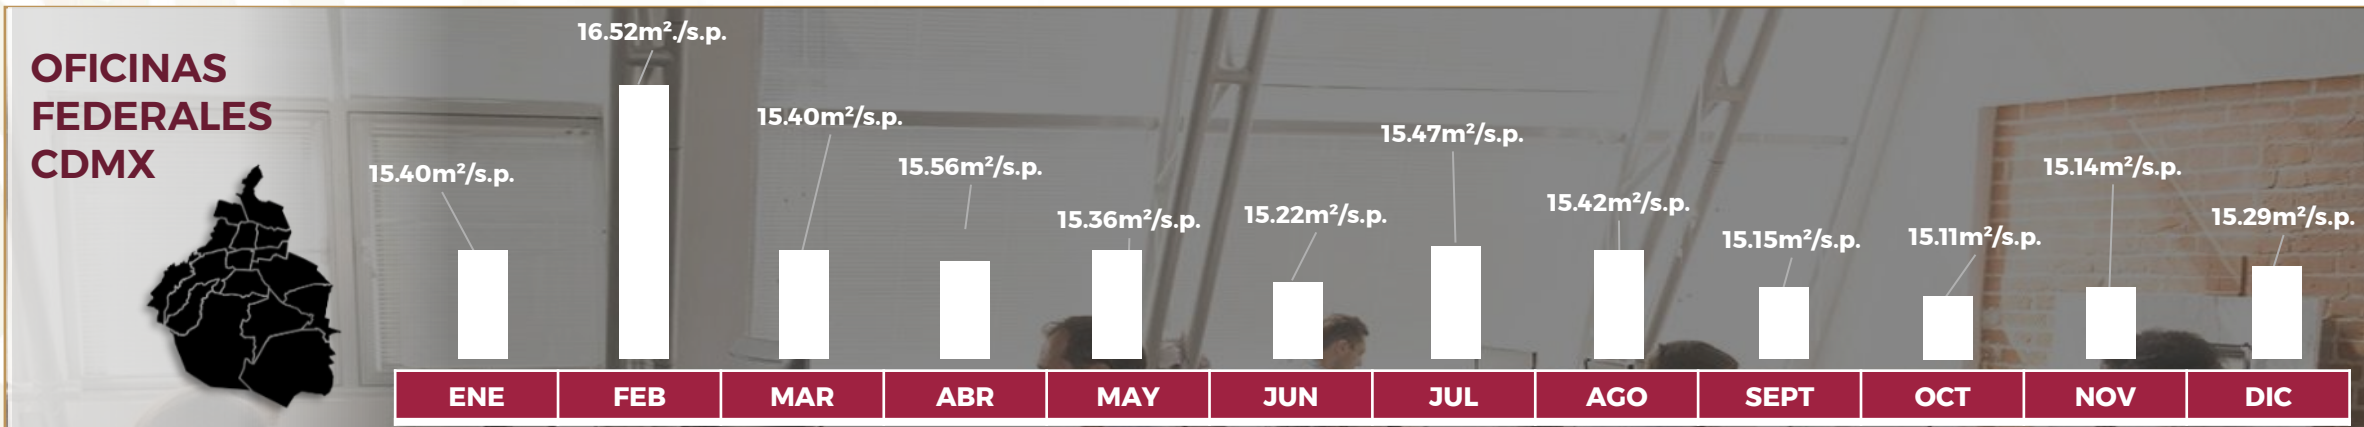 OFICINAS
FEDERALES
CDMX
15.40m²/s.p.
16.52m²./s.p.
15.40m²/s.p.
15.56m²/s.p.
15.36m²/s.p.
15.22m²/s.p.
15.47m²/s.p.
15.42m²/s.p.
15.15m²/s.p.
15.11m²/s.p.
15.14m²/s.p.
15.29m²/s.p.
ENE FEB MAR ABR MAY JUN JUL AGO SEPT OCT NOV DIC